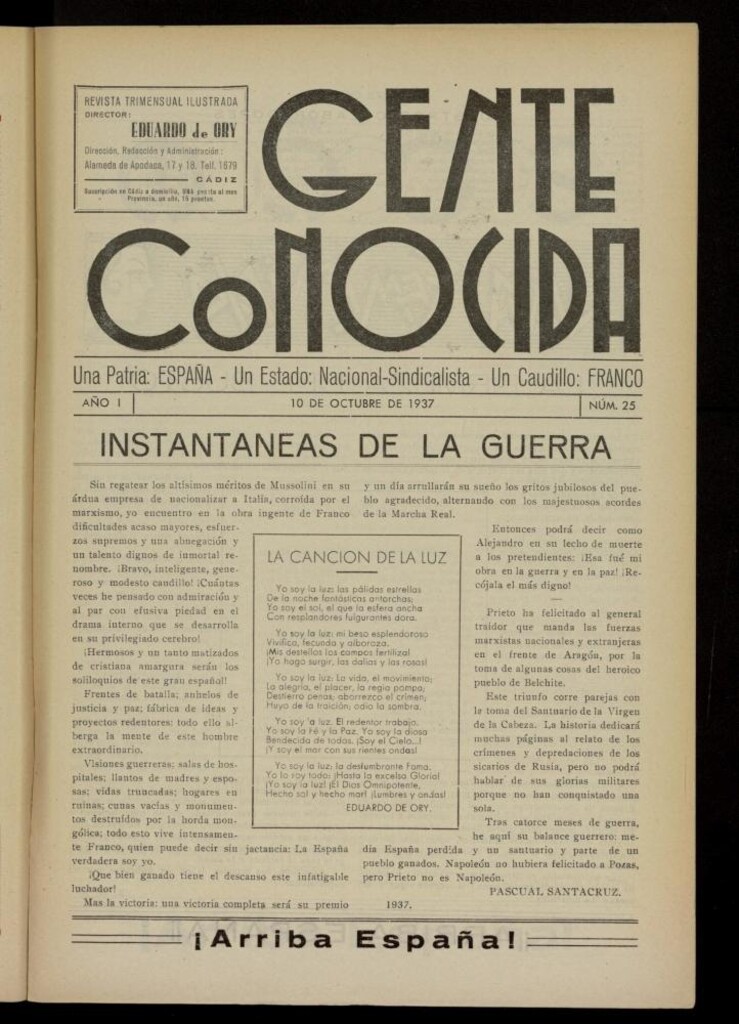 REVISTA TRIMENSUAL ILUSTRADA
DIRECTOR:
EDUARDO de ORY
Dirección, Redacción y Administración:
Alameda de Apodaca, 17 y 18. Telf. 1679
CÁDIZ
Suscripción en Cádiz a domicilio, UNA peseta al mes
Provincia, un año, 15 pesetas.
GENTE
CONOCIDA
Una Patria: ESPAÑA - Un Estado: Nacional-Sindicalista - Un Caudillo: FRANCO
AÑO I
10 DE OCTUBRE DE 1937
NÚM. 25
INSTANTANEAS DE LA GUERRA
Sin regatear los altísimos méritos de Mussolini en su
árdua empresa de nacionalizar a Italia, corroída por el
marxismo, yo encuentro en la obra ingente de Franco
dificultades acaso mayores, esfuer-
zos supremos y una abnegación y
un talento dignos de inmortal re-
nombre. ¡Bravo, inteligente, gene-
roso y modesto caudillo! ¡Cuántas
veces he pensado con admiración y
al par con efusiva piedad en el
drama interno que se desarrolla
en su privilegiado cerebro!
¡Hermosos y un tanto matizados
de cristiana amargura serán los
soliloquios de este gran español!
Frentes de batalla; anhelos de
justicia y paz; fábrica de ideas y
proyectos redentores: todo ello al-
berga la mente de este hombre
extraordinario.
Visiones guerreras; salas de hos-
pitales; llantos de madres y espo-
sas; vidas truncadas; hogares en
ruinas; cunas vacías y monumen-
tos destruídos por la horda mon-
gólica; todo esto vive intensamen-
te Franco, quien puede decir sin jactancia: La España
verdadera soy yo.
¡Que bien ganado tiene el descanso este infatigable
luchador!
Mas la victoria: una victoria completa será su premio
y un día arrullarán su sueño los gritos jubilosos del pue-
blo agradecido, alternando con los majestuosos acordes
de la Marcha Real.
Entonces podrá decir como
Alejandro en su lecho de muerte
a los pretendientes: ¡Esa fué mi
obra en la guerra y en la paz! ¡Re-
cójala el más digno!
Prieto ha felicitado al general
traidor que manda las fuerzas
marxistas nacionales y extranjeras
en el frente de Aragón, por la
toma de algunas cosas del heroico
pueblo de Belchite.
Este triunfo corre parejas con
le toma del Santuario de la Virgen
de la Cabeza. La historia dedicará
muchas páginas al relato de los
crímenes y depredaciones de los
sicarios de Rusia, pero no podrá
hablar de sus glorias militares
porque no han conquistado una
sola.
Tras catorce meses de guerra,
he aquí su balance guerrero: me-
dia España perdida y un santuario y parte de un
pueblo ganados. Napoleón no hubiera felicitado a Pozas,
pero Prieto no es Napoleón.
PASCUAL SANTACRUZ.
1937.
LA CANCION DE LA LUZ
Yo soy la luz: las pálidas estrellas
De la noche fantásticas antorchas;
Yo soy el sol, el que la esfera ancha
Con resplandores fulgurantes dora.
Yo soy la luz: mi beso esplendoroso
Vivifica, fecunda y alboroza.
¡Mis destellos los campos fertiliza!
¡Yo hago surgir, las dalias y las rosas!
Yo soy la luz: La vida, el movimiento;
La alegría, el placer, la regia pompa;
Destierro penas; aborrezco el crimen;
Huyo de la traición; odio la sombra.
Yo soy la luz. El redentor trabajo.
Yo soy la Fé y la Paz. Yo soy la diosa
Bendecida de todos. ¡Soy el Cielo...!
¡Y soy el mar con sus rientes ondas!
Yo soy la luz: la deslumbrante Fama.
Yo lo soy todo: ¡Hasta la excelsa Gloria!
¡Yo soy la luz! ¡El Dios Omnipotente,
Hecho sol y hecho mar! ¡Lumbres y ondas!
EDUARDO DE ORY.
¡Arriba España!